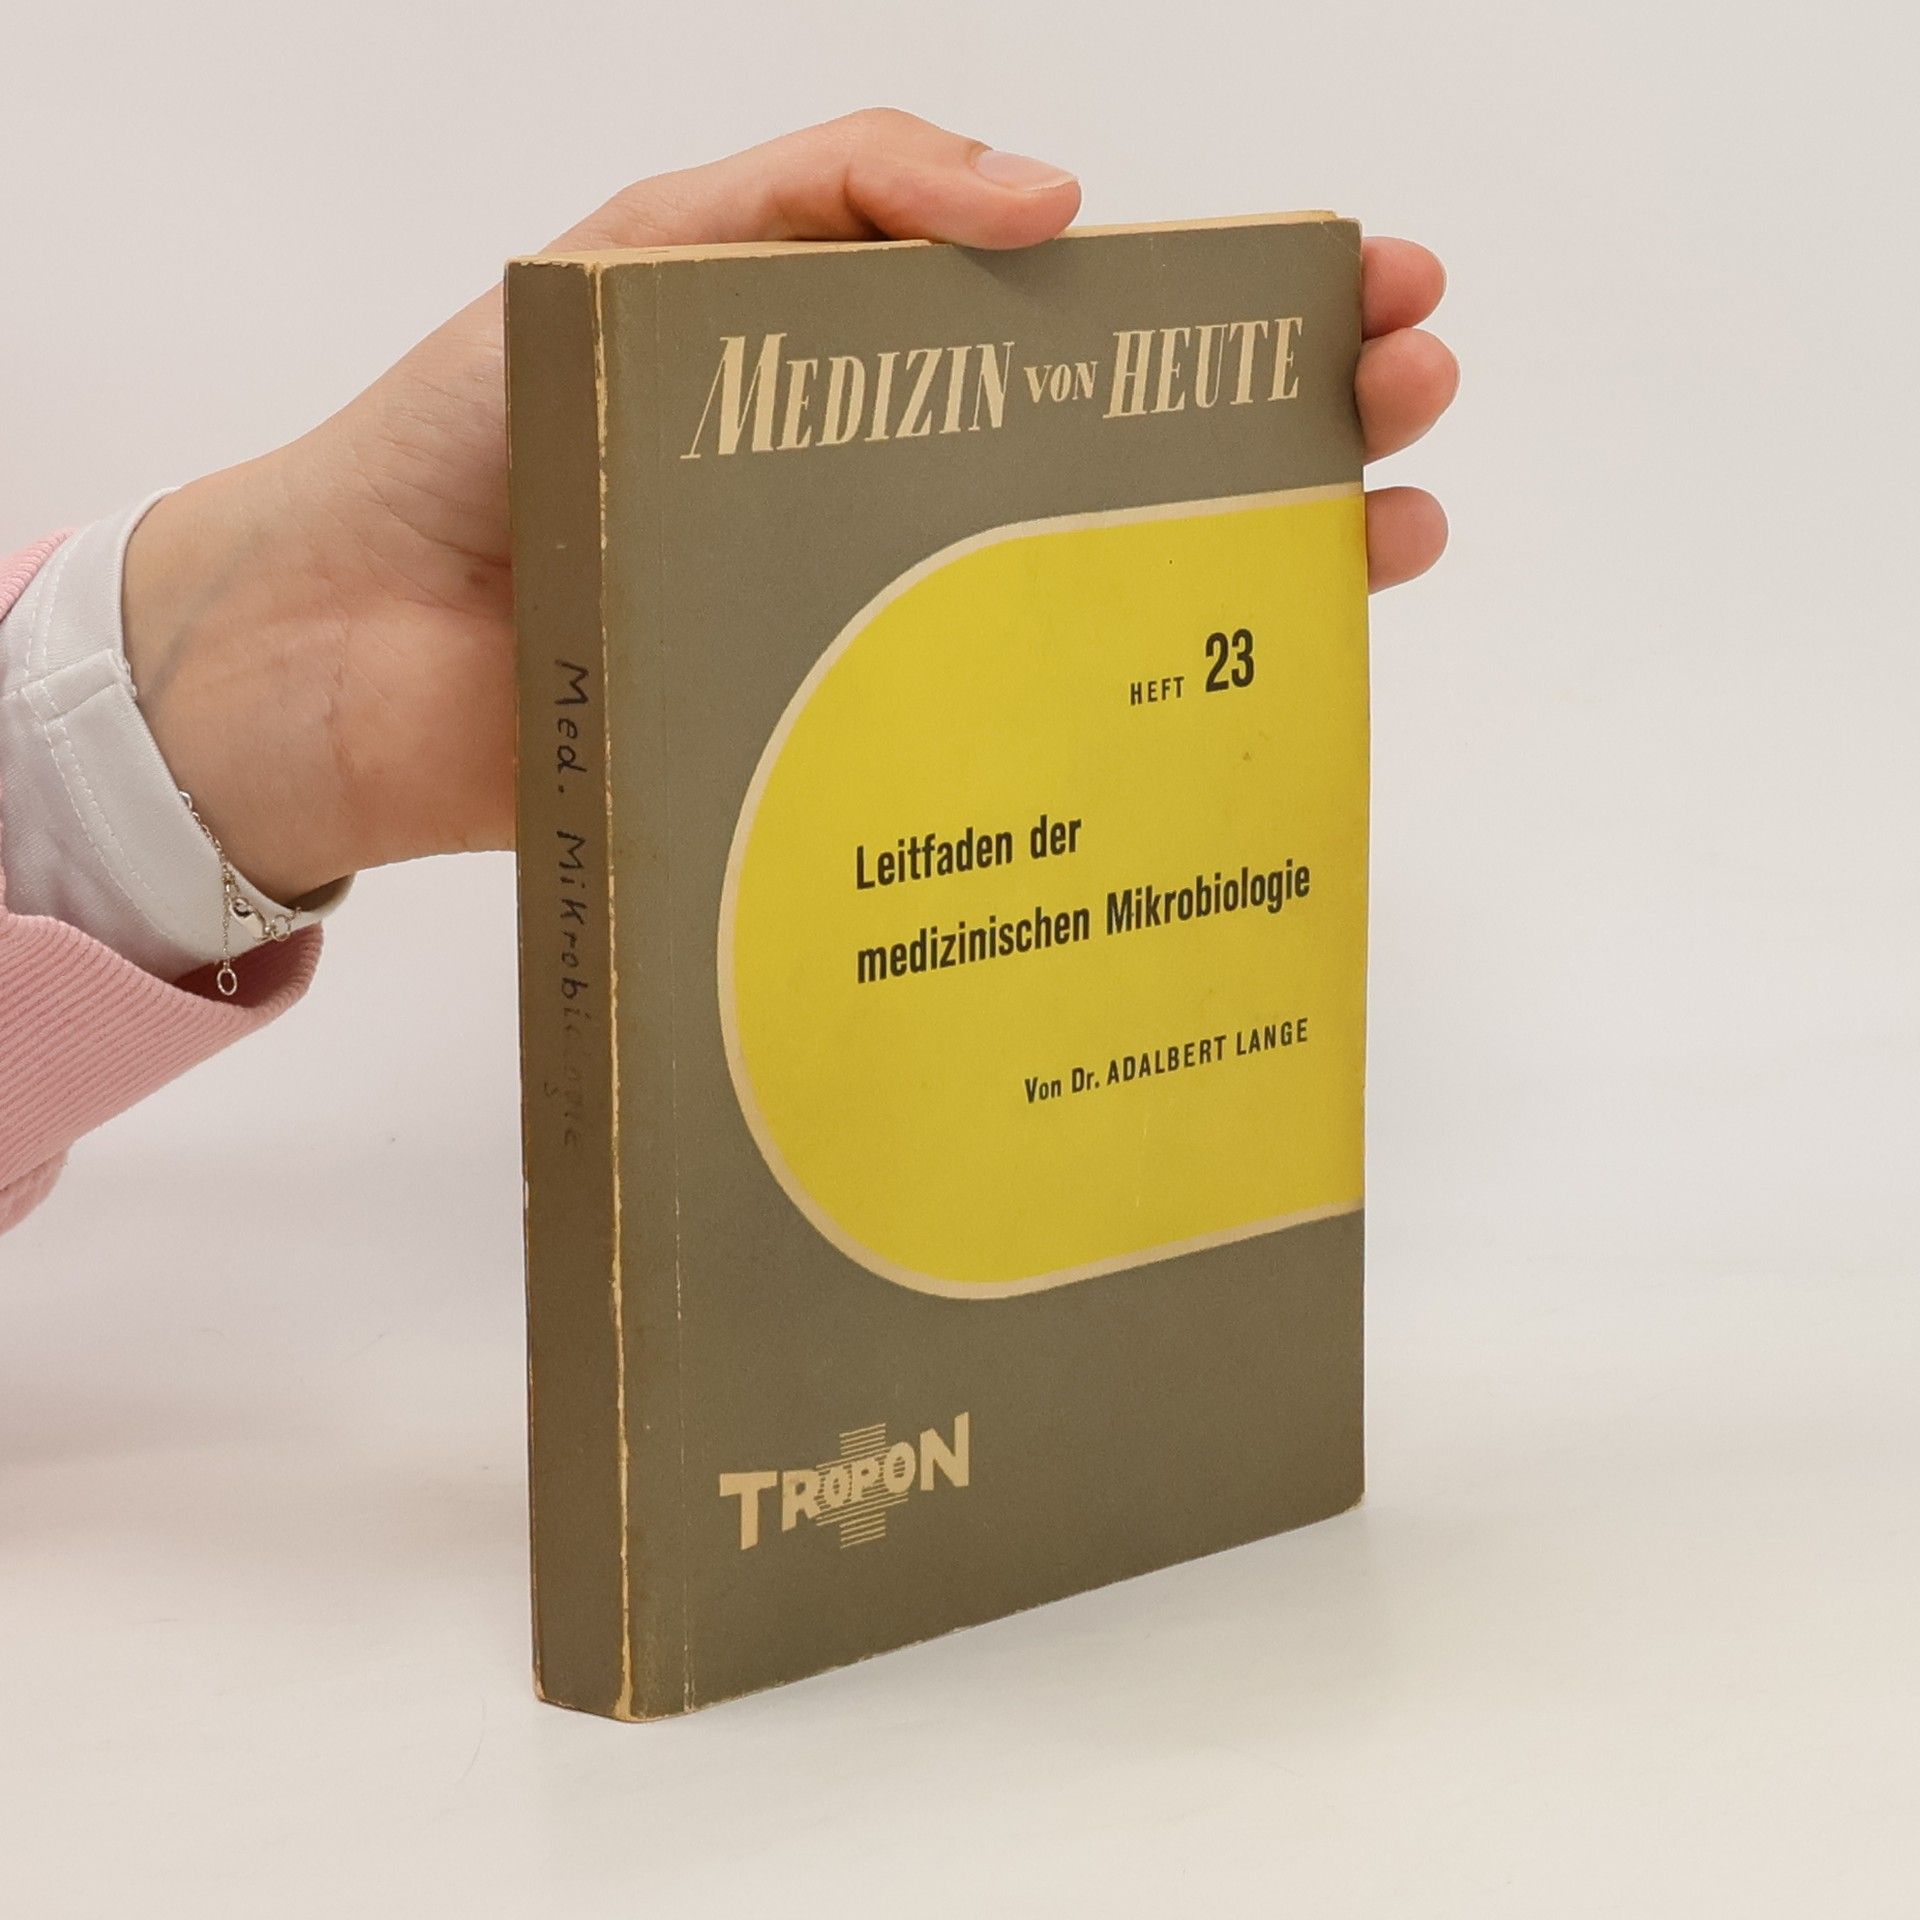 MEDIZIN VON HEUTE
HEFT 23
Leitfaden der
medizinischen Mikrobiologie
Von Dr. ADALBERT LANGE
TROPON
Med. Mikrobiologie